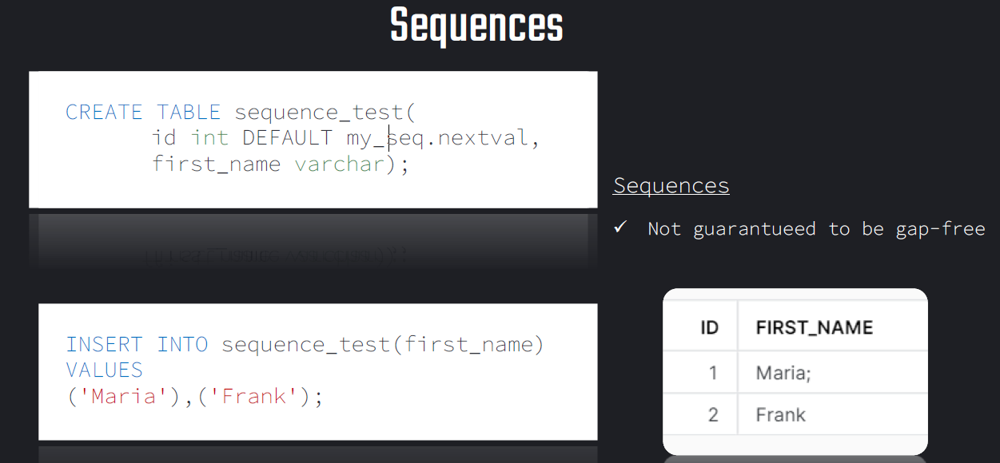 Sequences
CREATE TABLE sequence_test(
id int DEFAULT my_seq.nextval,
first_name varchar);
Sequences
✓ Not guarantueed to be gap-free
INSERT INTO sequence_test(first_name)
VALUES
('Maria'),('Frank');
ID FIRST_NAME
1 Maria;
2 Frank